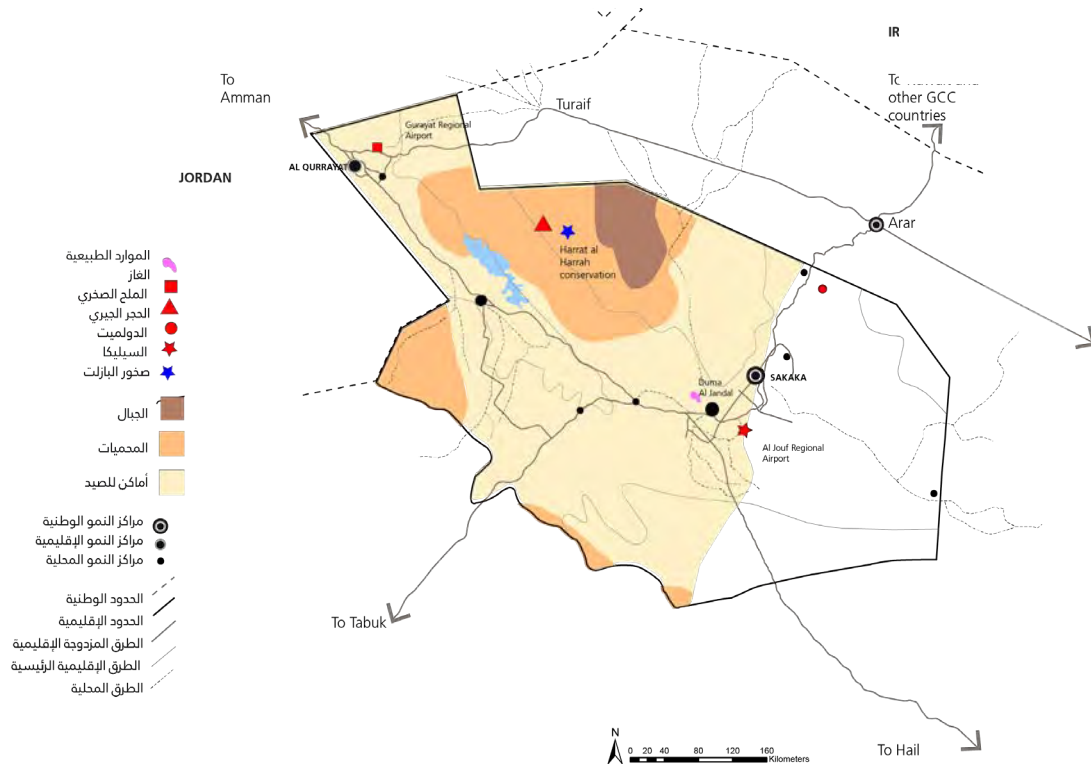 IR
To
Amman
other GCC
countries
Turaif
Gurayat Regional
Airport
AL QURRAYAT
JORDAN
Arar
Harrat al
Harrah
conservation
SAKAKA
Duma
Al Jandal
Al Jouf Regional
Airport
To Tabuk
To Hail
الموارد الطبيعية
الغاز
الملح الصخري
الحجر الجيري
الدولميت
السيليكا
صخور البازلت
الجبال
المحميات
أماكن للصيد
مراكز النمو الوطنية
مراكز النمو الإقليمية
مراكز النمو المحلية
الحدود الوطنية
الحدود الإقليمية
الطرق المزدوجة الإقليمية
الطرق الإقليمية الرئيسية
الطرق المحلية
N
0 20 40 80 120 160
Kilometers